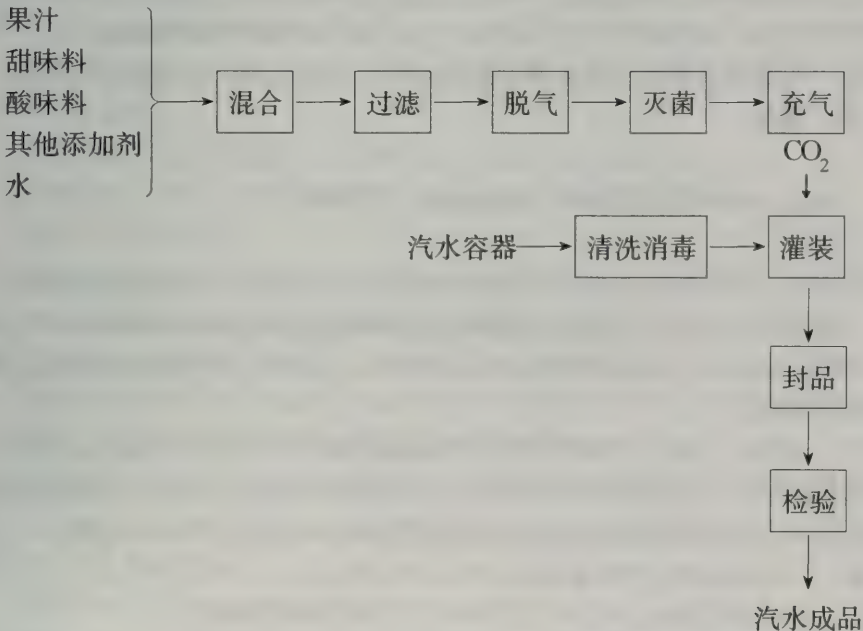 果汁
甜味料
酸味料
其他添加剂
水
混合
过滤
脱气
灭菌
充气
CO₂
汽水容器
清洗消毒
灌装
封品
检验
汽水成品